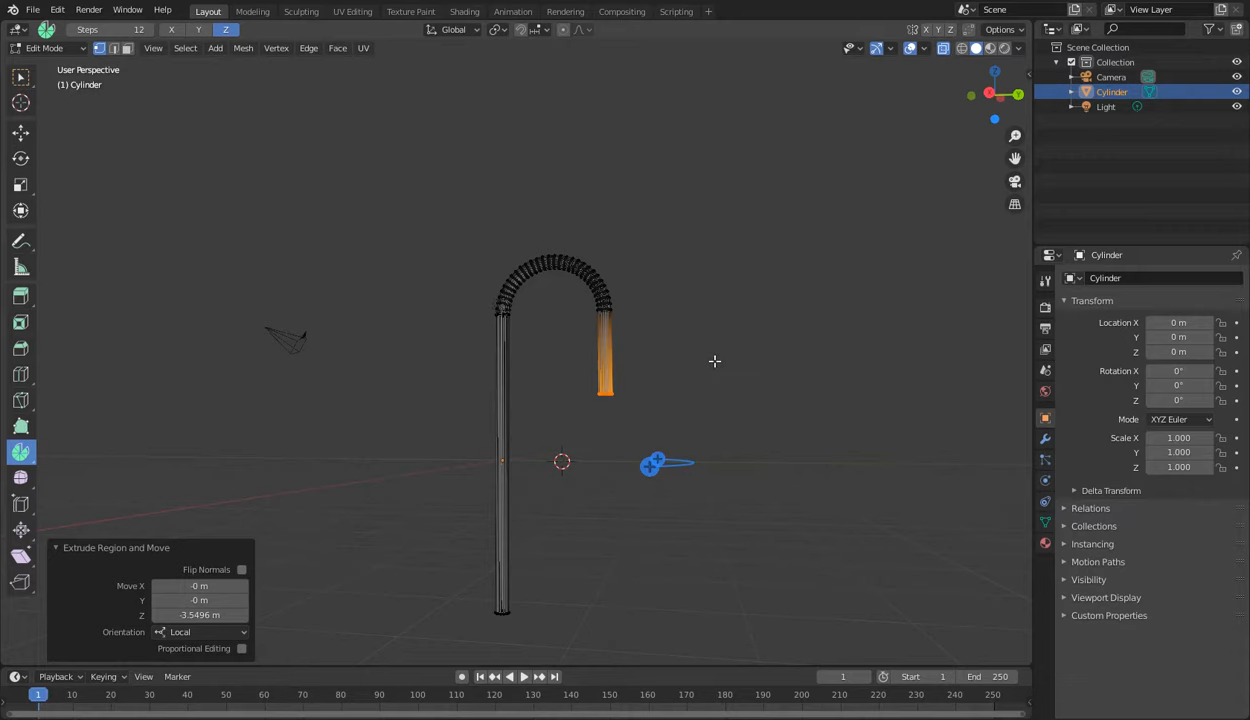 File Edit Render Window Help Layout Modeling Sculpting UV Editing Texture Paint Shading Animation Rendering Compositing Scripting Scene View Layer
Steps 12 X Y Z Global X Y Z Options
Edit Mode View Select Add Mesh Vertex Edge Face UV
User Perspective
(1) Cylinder
Z
X
Y
Scene Collection
Collection
Camera
Cylinder
Light
Cylinder
Cylinder
Transform
Location X 0 m
Y 0 m
Z 0 m
Rotation X 0°
Y 0°
Z 0°
Mode XYZ Euler
Scale X 1.000
Y 1.000
Z 1.000
Delta Transform
Relations
Collections
Instancing
Motion Paths
Visibility
Viewport Display
Custom Properties
Extrude Region and Move
Flip Normals
Move X -0 m
Y -0 m
Z -3.5496 m
Orientation Local
Proportional Editing
Playback Keying View Marker 1 Start 1 End 250
1 10 20 30 40 50 60 70 80 90 100 110 120 130 140 150 160 170 180 190 200 210 220 230 240 250